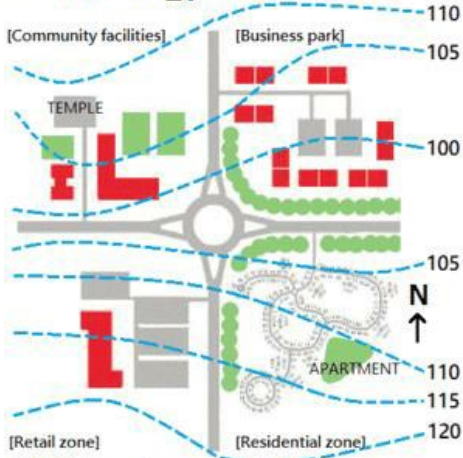 110
[Community facilities] [Business park]
105
TEMPLE
100
105
N
APARTMENT
110
115
120
[Retail zone] [Residential zone]